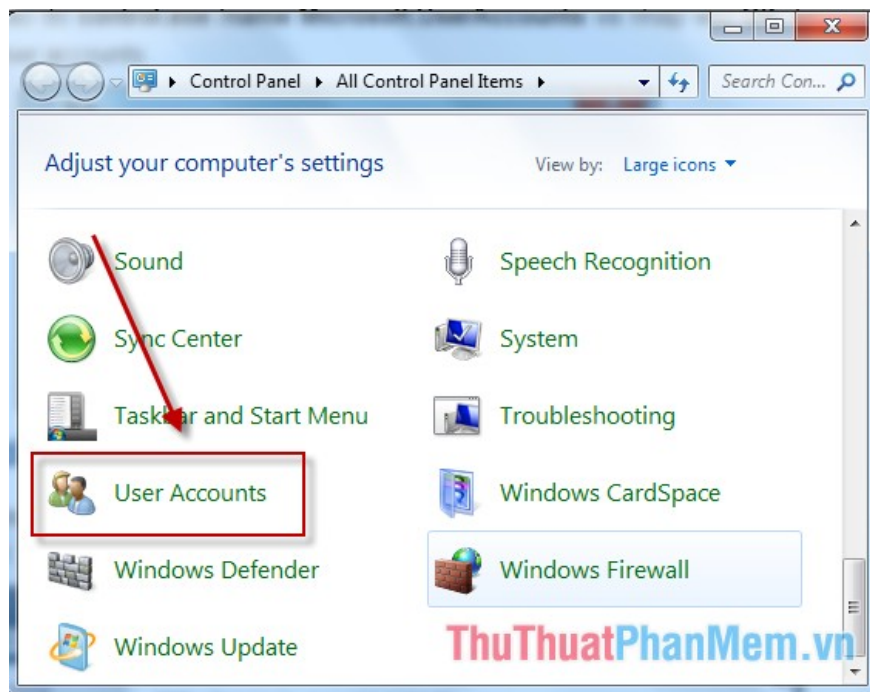 Control Panel ▸ All Control Panel Items ▸
Search Con...
Adjust your computer's settings
View by: Large icons
Sound
Speech Recognition
Sync Center
System
Taskbar and Start Menu
Troubleshooting
User Accounts
Windows CardSpace
Windows Defender
Windows Firewall
Windows Update
ThuThuatPhanMem.vn